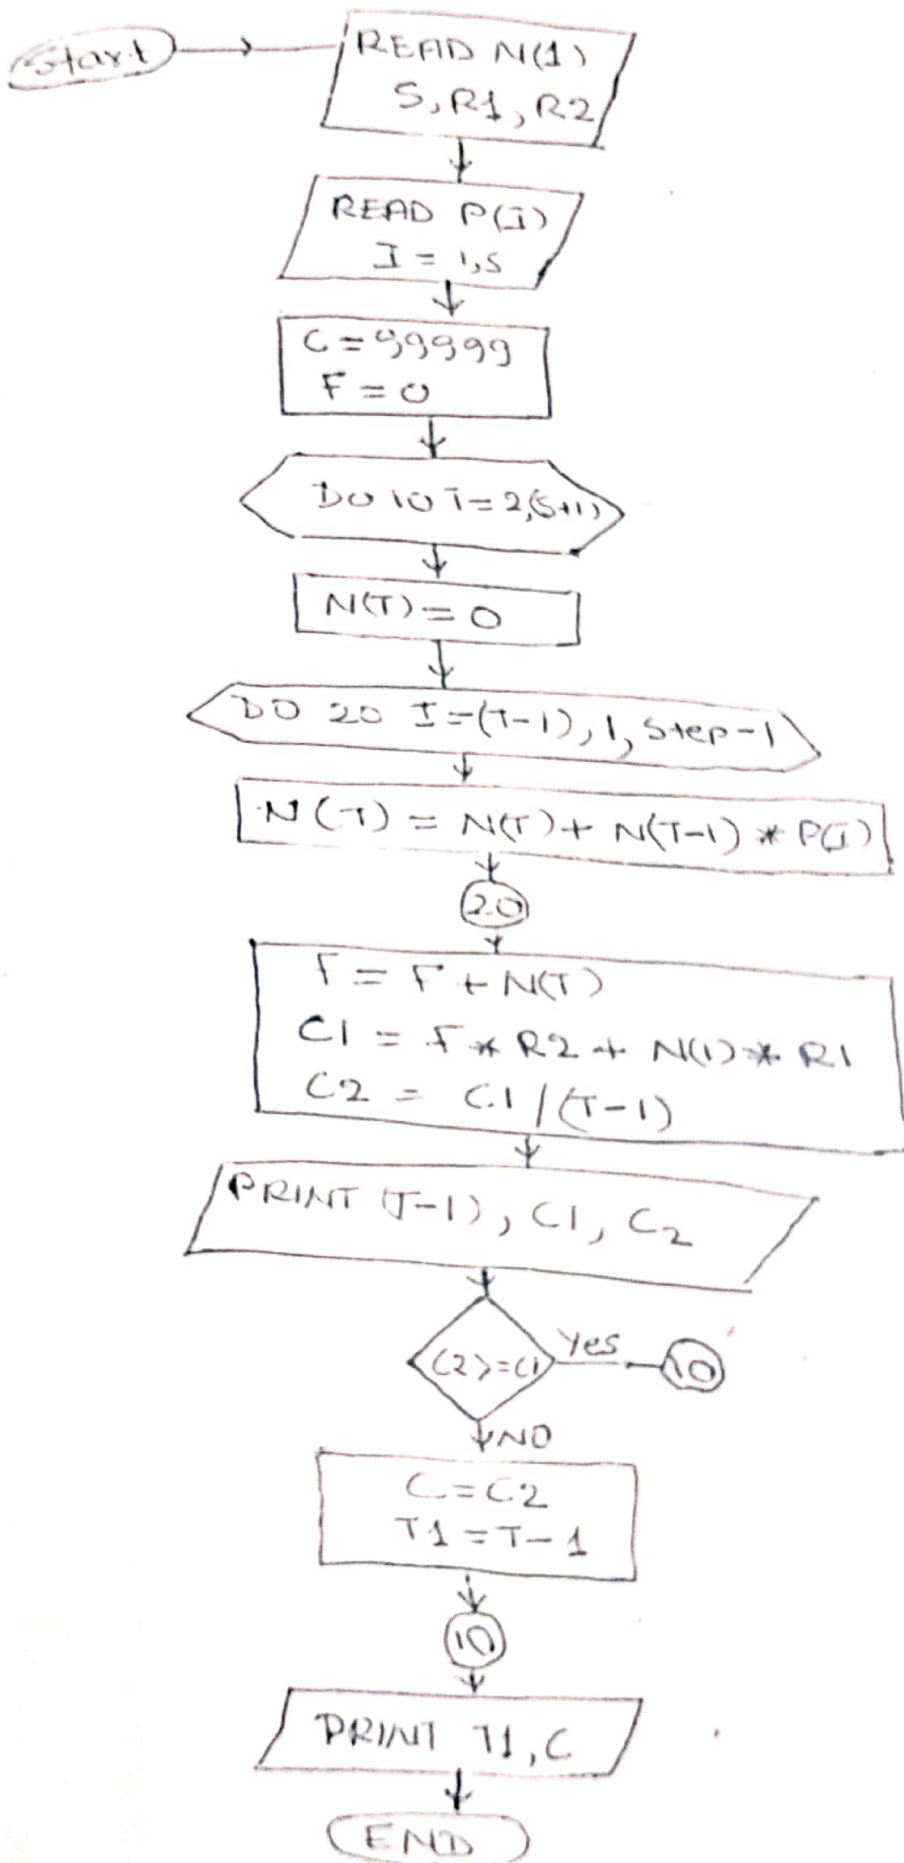 Start
READ N(1)
S, R1, R2
READ P(I)
I = 1,S
C = 99999
F = 0
DO 10 T = 2,(S+1)
N(T) = 0
DO 20 I = (T-1), 1, Step-1
N(T) = N(T) + N(T-1) * P(I)
20
F = F + N(T)
C1 = F * R2 + N(1) * R1
C2 = C1 / (T-1)
PRINT (T-1), C1, C2
C2 >= C1
Yes
10
NO
C = C2
T1 = T - 1
10
PRINT T1, C
END